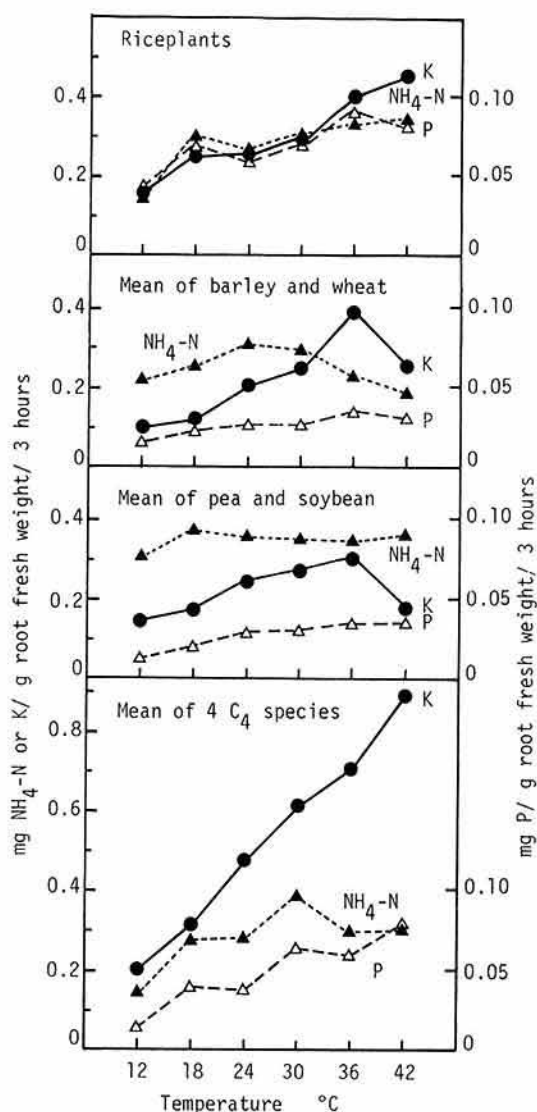 Riceplants
K
NH4-N
P
0.4
0.2
0
0.10
0.05
0
Mean of barley and wheat
NH4-N
K
P
0.4
0.2
0
0.10
0.05
0
Mean of pea and soybean
NH4-N
K
P
0.4
0.2
0
0.10
0.05
0
Mean of 4 C4 species
K
NH4-N
P
0.8
0.6
0.4
0.2
0
0.10
0.05
0
mg NH4-N or K/ g root fresh weight/ 3 hours
mg P/ g root fresh weight/ 3 hours
12 18 24 30 36 42
Temperature °C